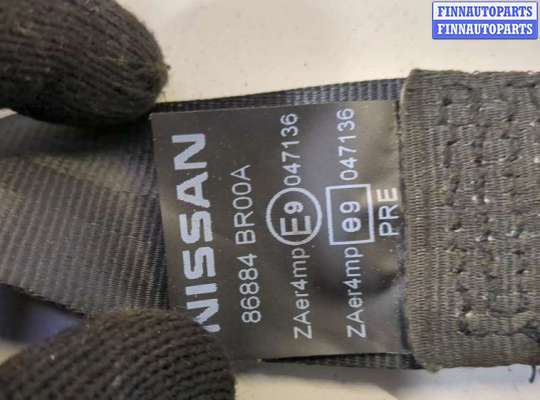 FINNAUTOPARTS
FINNAUTOPARTS
NISSAN
86884 BR00A
ZAer4mp E9 047136
ZAer4mp e9 047136
PRE